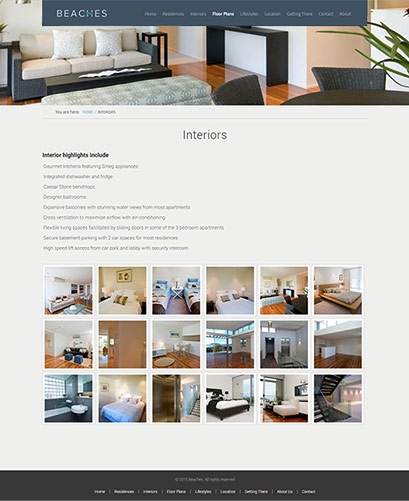 BEACHES
Home Residences Interiors Floor Plans Lifestyles Location Getting There Contact About
You are here: HOME / INTERIORS
Interiors
Interior highlights include
Gourmet kitchens featuring Smeg appliances
Integrated dishwasher and fridge
Caesar Stone benchtops
Designer bathrooms
Expansive balconies with stunning water views from most apartments
Cross ventilation to maximise airflow with air-conditioning
Flexible living spaces facilitated by sliding doors in some of the 3 bedroom apartments
Secure basement parking with 2 car spaces for most residences
High speed lift access from car park and lobby with security intercom
© 2015 Beaches. All rights reserved.
Home | Residences | Interiors | Floor Plans | Lifestyles | Location | Getting There | About Us | Contact